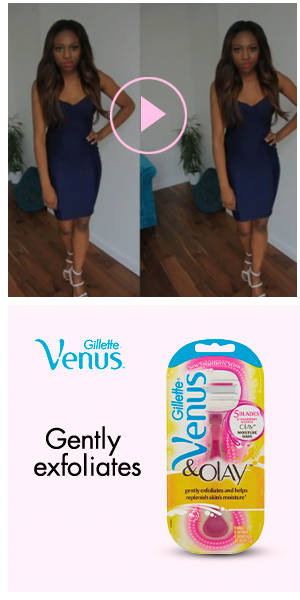 Gillette
Venus
Gently
exfoliates
Gillette
Venus
5 BLADES
OLAY
MOISTURE
BARS
& OLAY
gently exfoliates and helps
replenish skin's moisture*